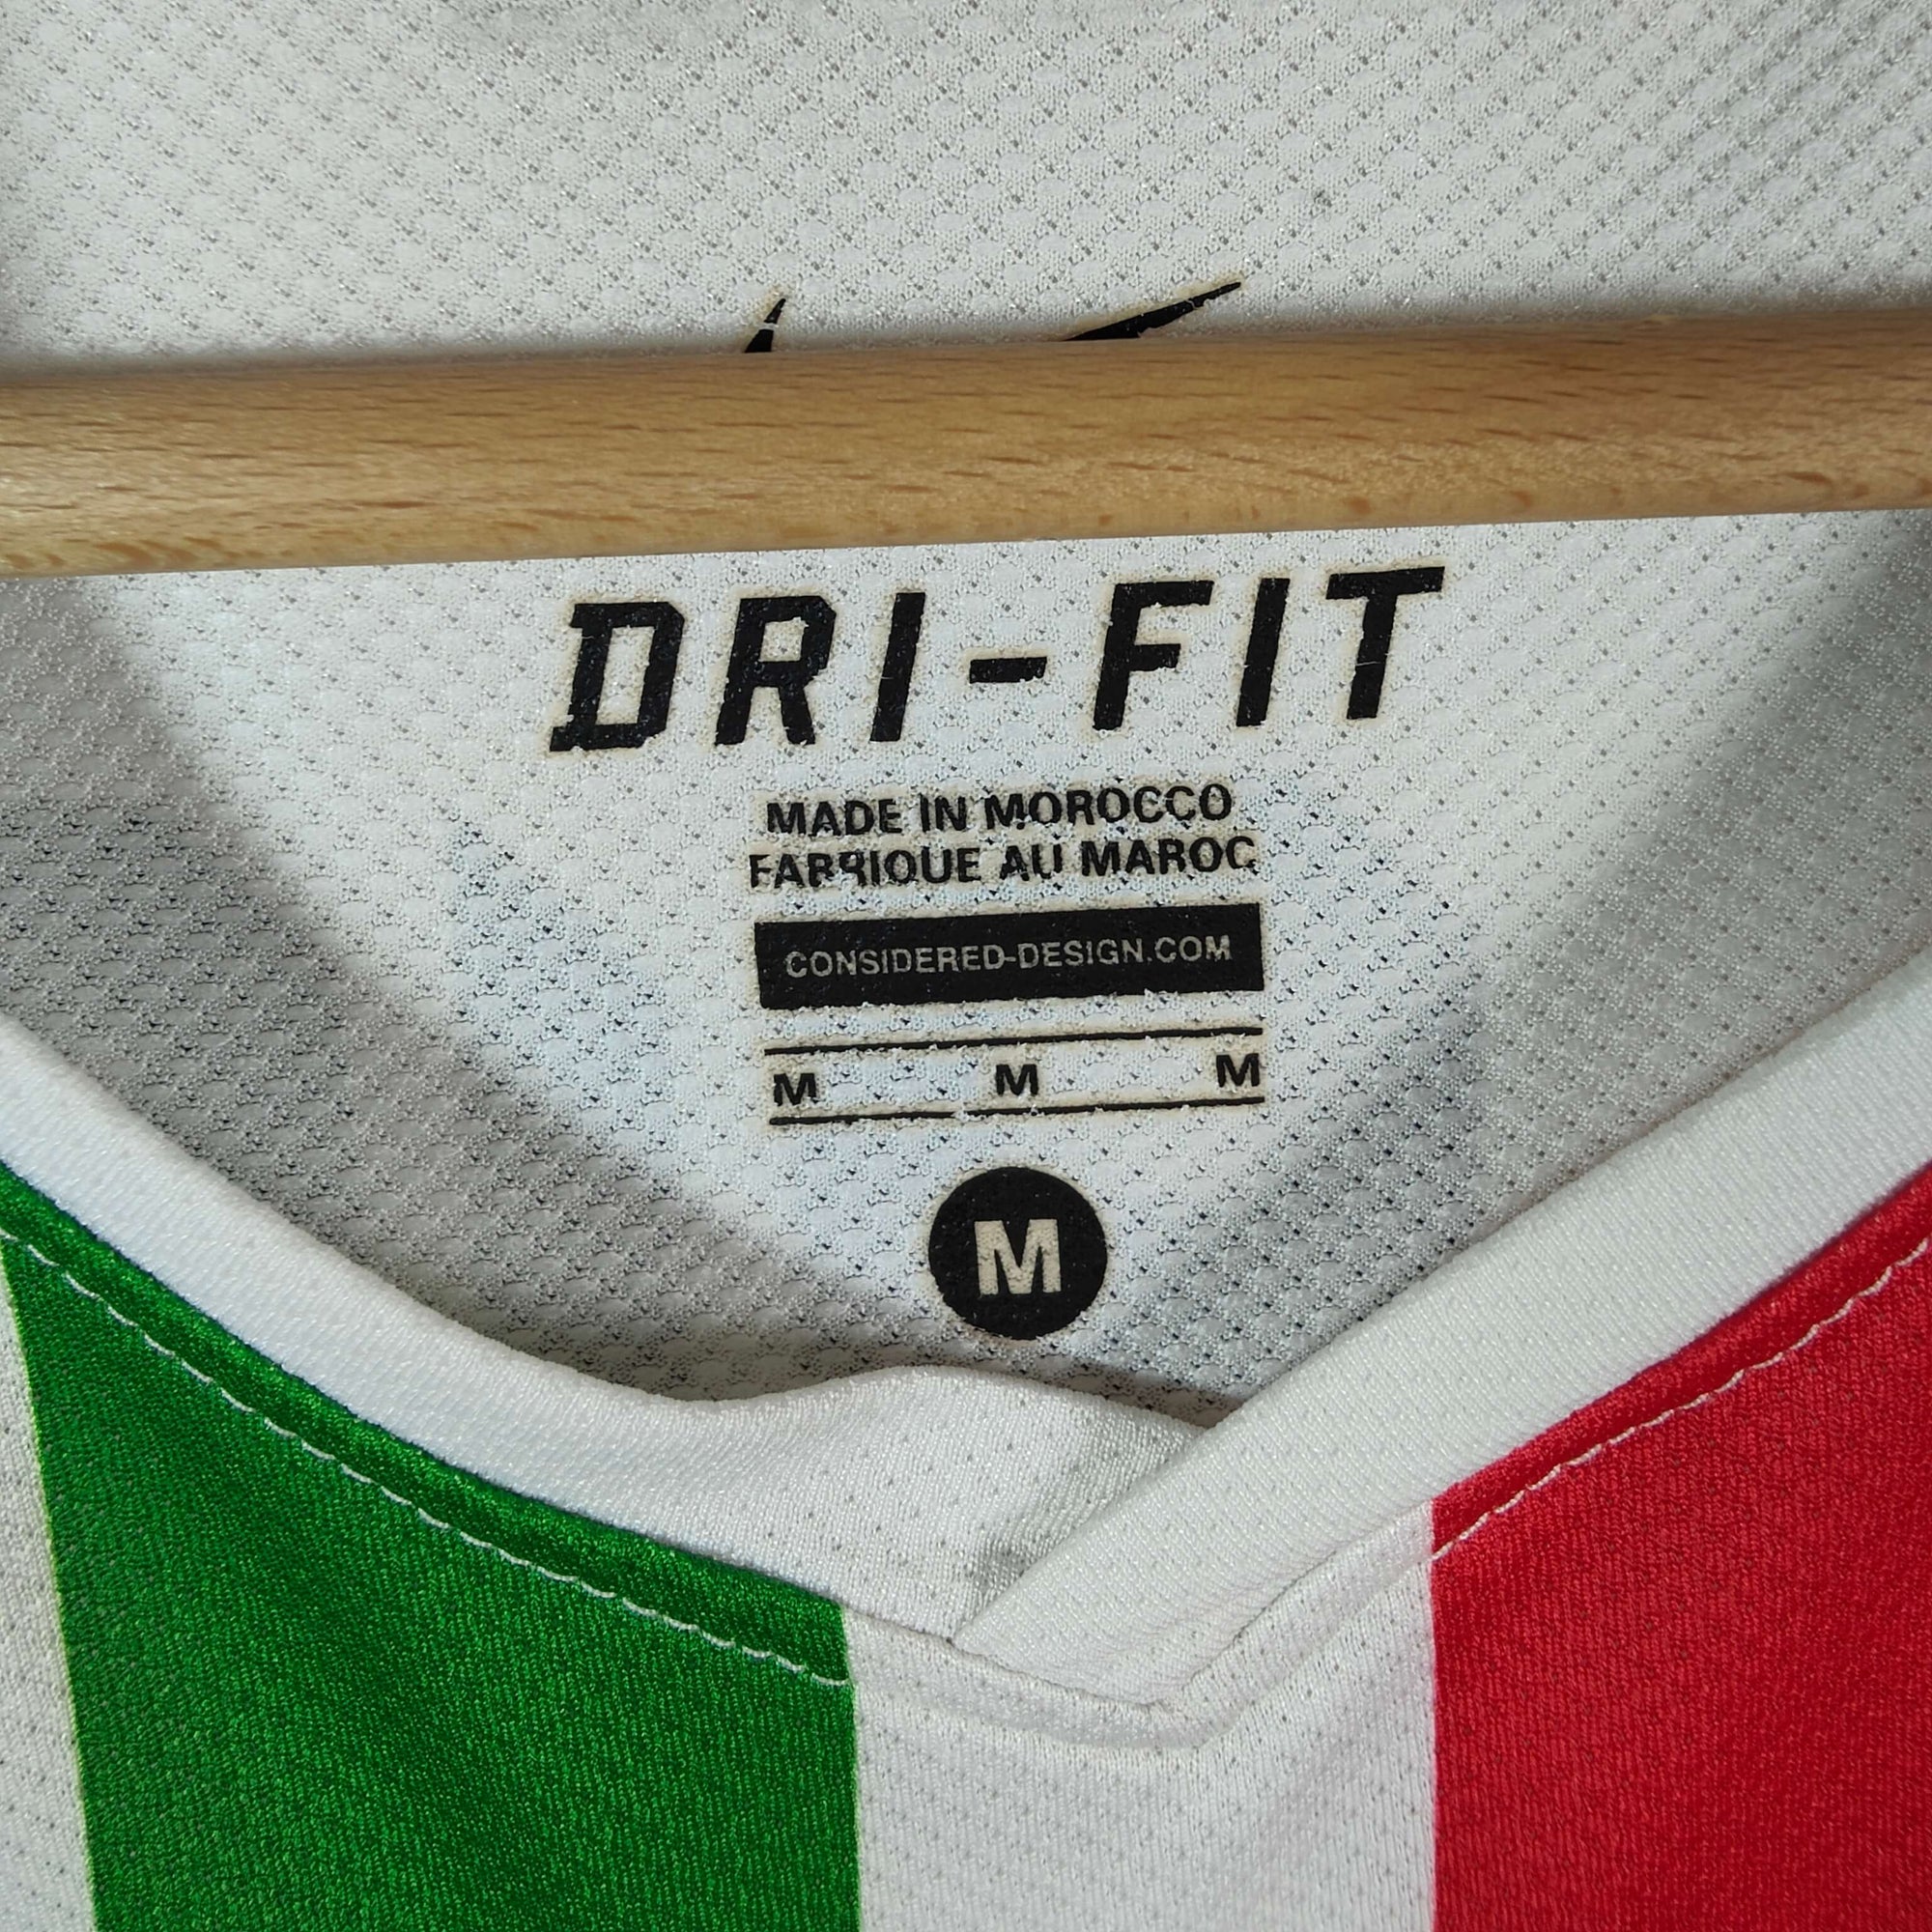 DRI-FIT
MADE IN MOROCCO
FABRIQUE AU MAROC
CONSIDERED-DESIGN.COM
M M M
M